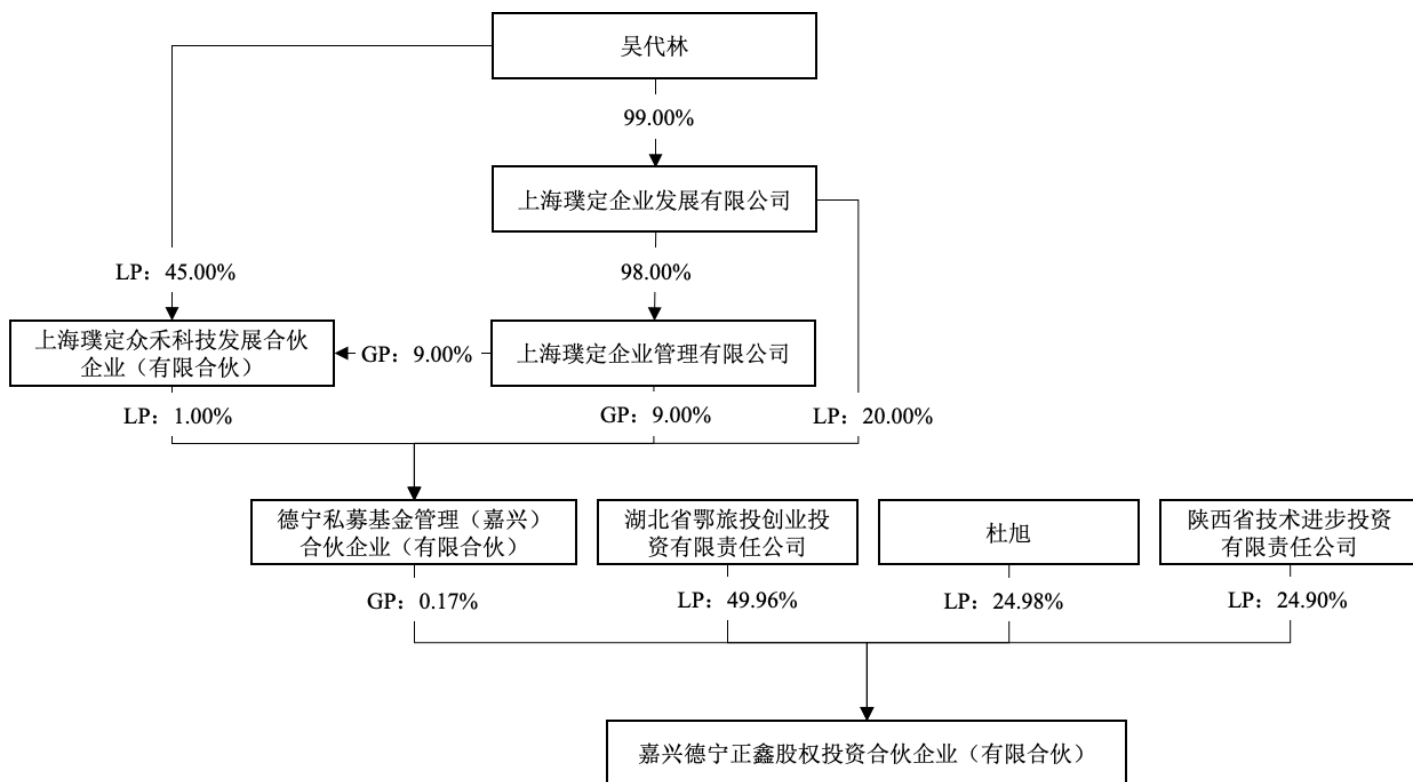 吴代林
99.00%
上海璞定企业发展有限公司
LP：45.00%
98.00%
上海璞定众禾科技发展合伙
企业（有限合伙）
GP：9.00%
上海璞定企业管理有限公司
LP：1.00%
GP：9.00%
LP：20.00%
德宁私募基金管理（嘉兴）
合伙企业（有限合伙）
湖北省鄂旅投创业投
资有限责任公司
杜旭
陕西省技术进步投资
有限责任公司
GP：0.17%
LP：49.96%
LP：24.98%
LP：24.90%
嘉兴德宁正鑫股权投资合伙企业（有限合伙）